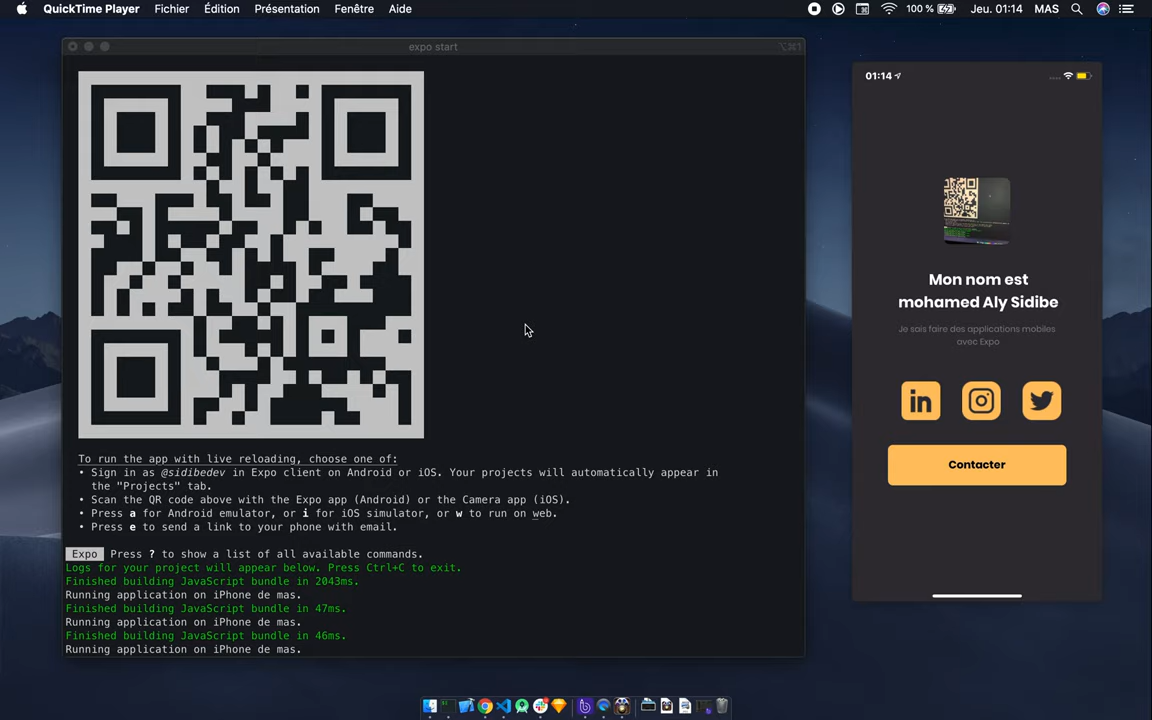 QuickTime Player Fichier Édition Présentation Fenêtre Aide 100 % Jeu. 01:14 MAS
expo start
⌥⌘1
To run the app with live reloading, choose one of:
• Sign in as @sidibedev in Expo client on Android or iOS. Your projects will automatically appear in
the "Projects" tab.
• Scan the QR code above with the Expo app (Android) or the Camera app (iOS).
• Press a for Android emulator, or i for iOS simulator, or w to run on web.
• Press e to send a link to your phone with email.
Expo Press ? to show a list of all available commands.
Logs for your project will appear below. Press Ctrl+C to exit.
Finished building JavaScript bundle in 2043ms.
Running application on iPhone de mas.
Finished building JavaScript bundle in 47ms.
Running application on iPhone de mas.
Finished building JavaScript bundle in 46ms.
Running application on iPhone de mas.
01:14
Mon nom est
mohamed Aly Sidibe
Je sais faire des applications mobiles
avec Expo
in
Contacter